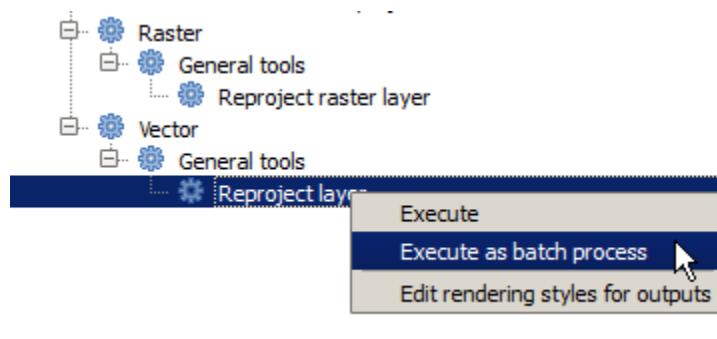 Raster
General tools
Reproject raster layer
Vector
General tools
Reproject layer
Execute
Execute as batch process
Edit rendering styles for outputs